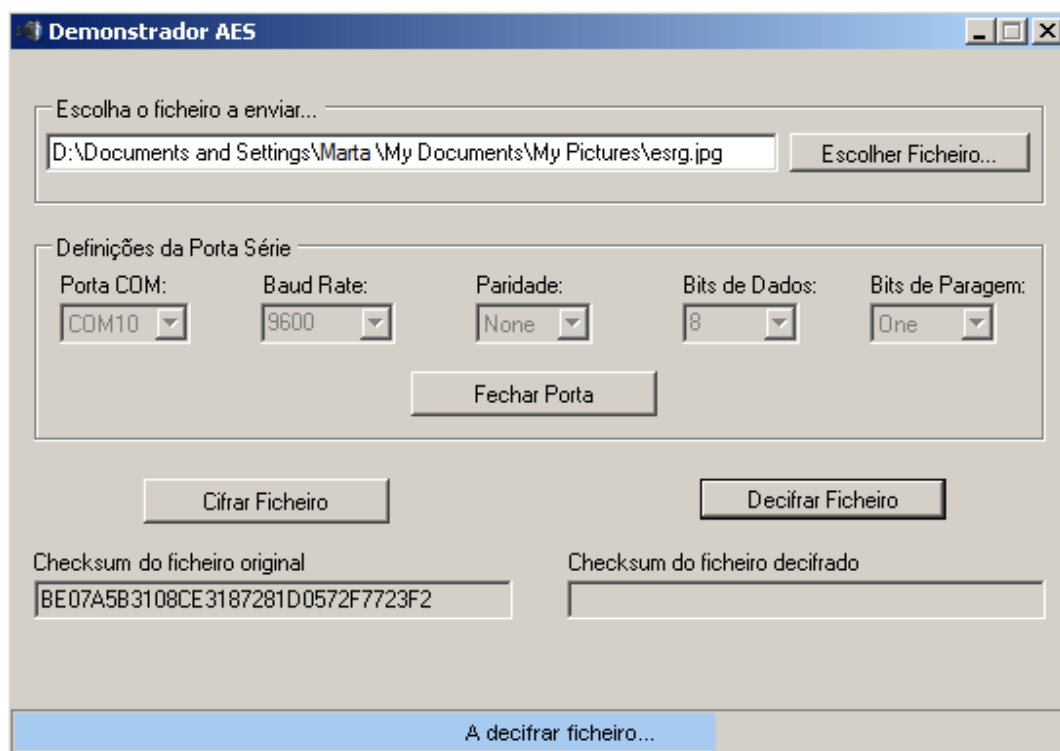 Demonstrador AES
Escolha o ficheiro a enviar...
D:\Documents and Settings\Marta \My Documents\My Pictures\esrg.jpg
Escolher Ficheiro...
Definições da Porta Série
Porta COM: Baud Rate: Paridade: Bits de Dados: Bits de Paragem:
COM10 9600 None 8 One
Fechar Porta
Cifrar Ficheiro Decifrar Ficheiro
Checksum do ficheiro original Checksum do ficheiro decifrado
BE07A5B3108CE3187281D0572F7723F2
A decifrar ficheiro...